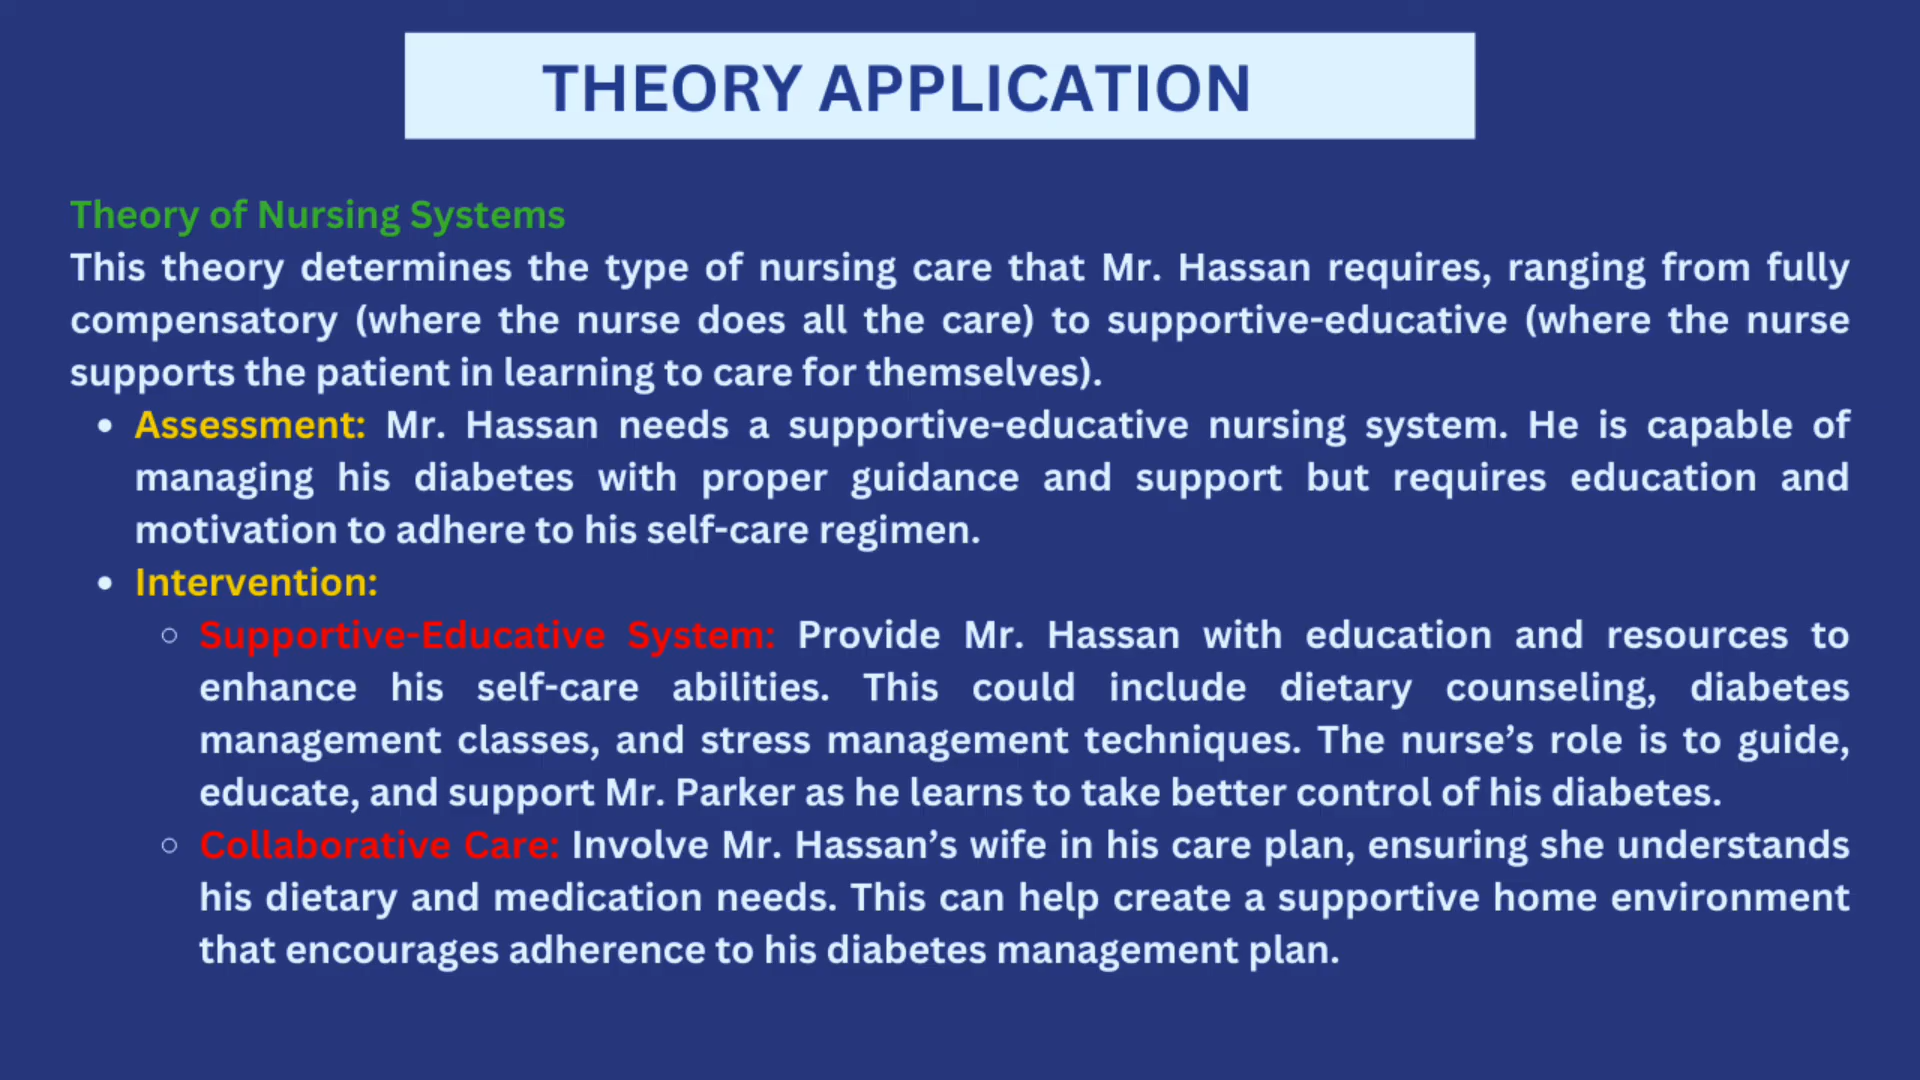 THEORY APPLICATION
Theory of Nursing Systems
This theory determines the type of nursing care that Mr. Hassan requires, ranging from fully
compensatory (where the nurse does all the care) to supportive-educative (where the nurse
supports the patient in learning to care for themselves).
• Assessment: Mr. Hassan needs a supportive-educative nursing system. He is capable of
managing his diabetes with proper guidance and support but requires education and
motivation to adhere to his self-care regimen.
• Intervention:
○ Supportive-Educative System: Provide Mr. Hassan with education and resources to
enhance his self-care abilities. This could include dietary counseling, diabetes
management classes, and stress management techniques. The nurse’s role is to guide,
educate, and support Mr. Parker as he learns to take better control of his diabetes.
○ Collaborative Care: Involve Mr. Hassan’s wife in his care plan, ensuring she understands
his dietary and medication needs. This can help create a supportive home environment
that encourages adherence to his diabetes management plan.